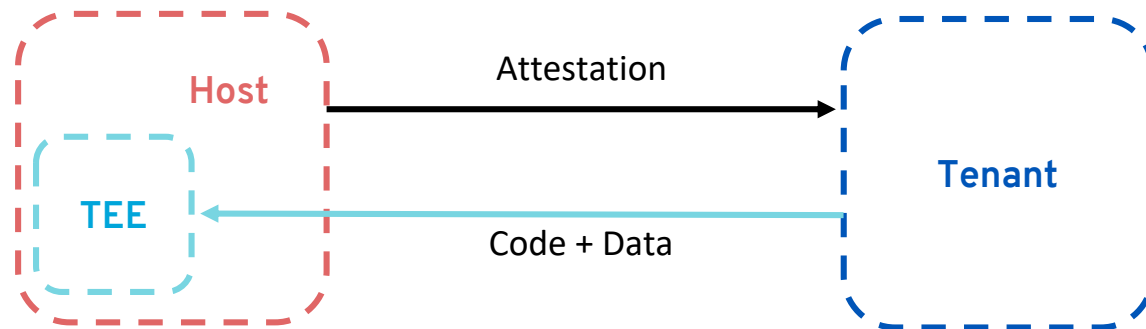 Attestation
Host
Tenant
TEE
Code + Data